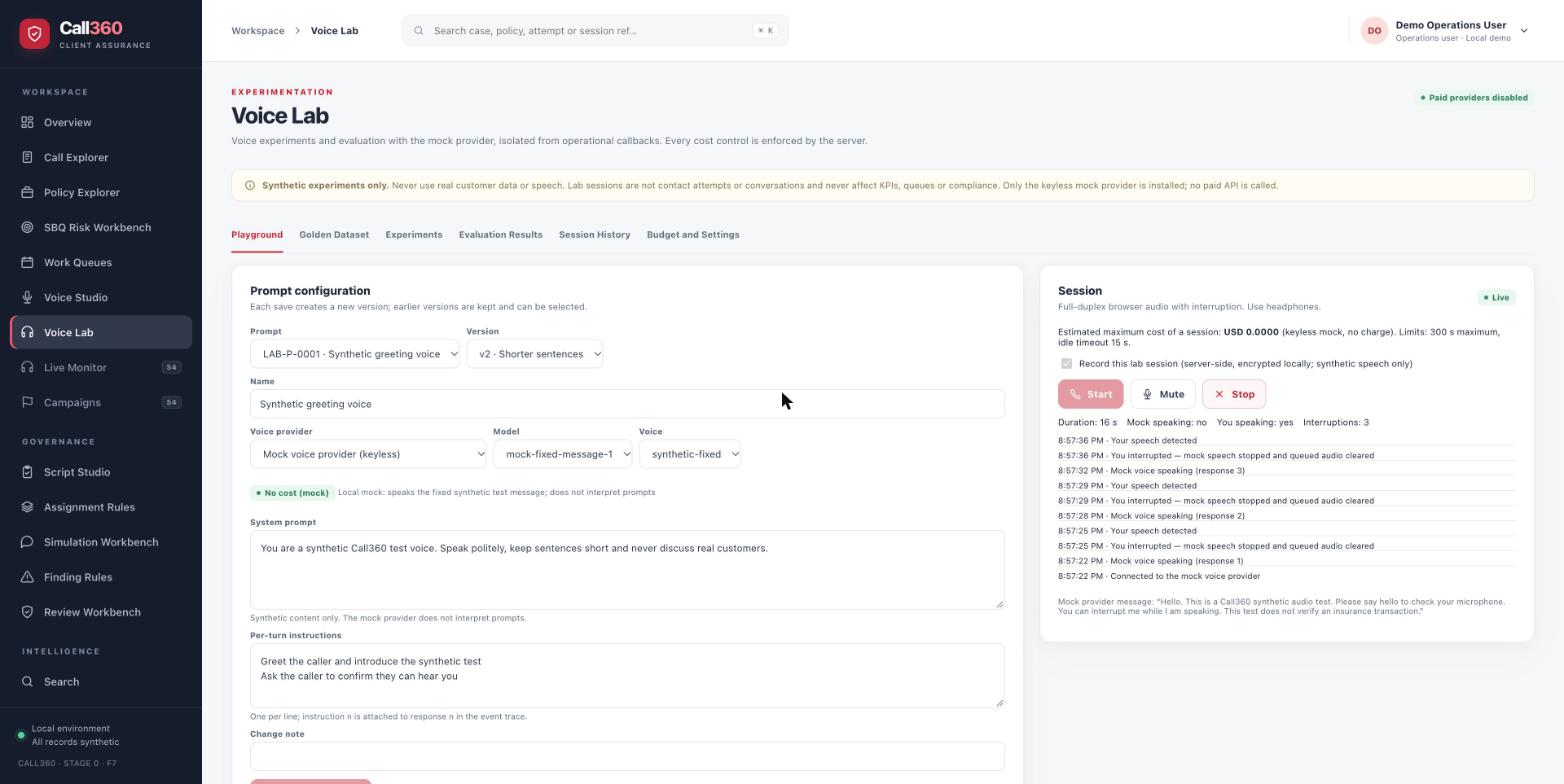 Call360
CLIENT ASSURANCE
WORKSPACE
Overview
Call Explorer
Policy Explorer
SBQ Risk Workbench
Work Queues
Voice Studio
Voice Lab
Live Monitor S4
Campaigns S4
GOVERNANCE
Script Studio
Assignment Rules
Simulation Workbench
Finding Rules
Review Workbench
INTELLIGENCE
Search
Local environment
All records synthetic
CALL360 · STAGE 0 · F7
Workspace > Voice Lab
Search case, policy, attempt or session ref...
⌘ K
DO
Demo Operations User
Operations user · Local demo
EXPERIMENTATION
Voice Lab
Paid providers disabled
Voice experiments and evaluation with the mock provider, isolated from operational callbacks. Every cost control is enforced by the server.
Synthetic experiments only. Never use real customer data or speech. Lab sessions are not contact attempts or conversations and never affect KPIs, queues or compliance. Only the keyless mock provider is installed; no paid API is called.
Playground Golden Dataset Experiments Evaluation Results Session History Budget and Settings
Prompt configuration
Each save creates a new version; earlier versions are kept and can be selected.
Prompt Version
LAB-P-0001 · Synthetic greeting voice v2 · Shorter sentences
Name
Synthetic greeting voice
Voice provider Model Voice
Mock voice provider (keyless) mock-fixed-message-1 synthetic-fixed
No cost (mock) Local mock: speaks the fixed synthetic test message; does not interpret prompts
System prompt
You are a synthetic Call360 test voice. Speak politely, keep sentences short and never discuss real customers.
Synthetic content only. The mock provider does not interpret prompts.
Per-turn instructions
Greet the caller and introduce the synthetic test
Ask the caller to confirm they can hear you
One per line; instruction n is attached to response n in the event trace.
Change note
Session
Full-duplex browser audio with interruption. Use headphones.
Live
Estimated maximum cost of a session: USD 0.0000 (keyless mock, no charge). Limits: 300 s maximum,
idle timeout 15 s.
Record this lab session (server-side, encrypted locally; synthetic speech only)
Start Mute Stop
Duration: 16 s Mock speaking: no You speaking: yes Interruptions: 3
8:57:36 PM · Your speech detected
8:57:36 PM · You interrupted — mock speech stopped and queued audio cleared
8:57:32 PM · Mock voice speaking (response 3)
8:57:29 PM · Your speech detected
8:57:29 PM · You interrupted — mock speech stopped and queued audio cleared
8:57:28 PM · Mock voice speaking (response 2)
8:57:25 PM · Your speech detected
8:57:25 PM · You interrupted — mock speech stopped and queued audio cleared
8:57:22 PM · Mock voice speaking (response 1)
8:57:22 PM · Connected to the mock voice provider
Mock provider message: “Hello. This is a Call360 synthetic audio test. Please say hello to check your microphone.
You can interrupt me while I am speaking. This test does not verify an insurance transaction.”